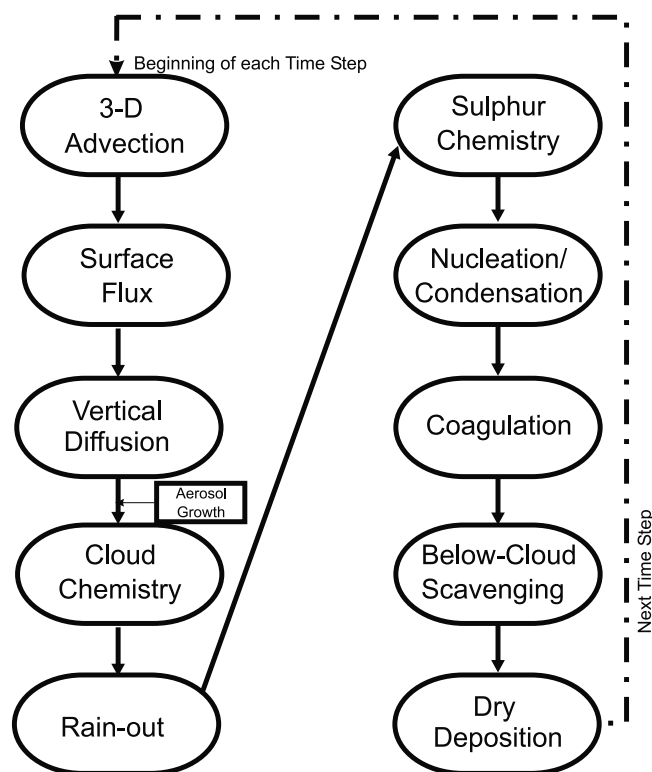 Beginning of each Time Step
3-D
Advection
Surface
Flux
Vertical
Diffusion
Aerosol
Growth
Cloud
Chemistry
Rain-out
Sulphur
Chemistry
Nucleation/
Condensation
Coagulation
Below-Cloud
Scavenging
Dry
Deposition
Next Time Step